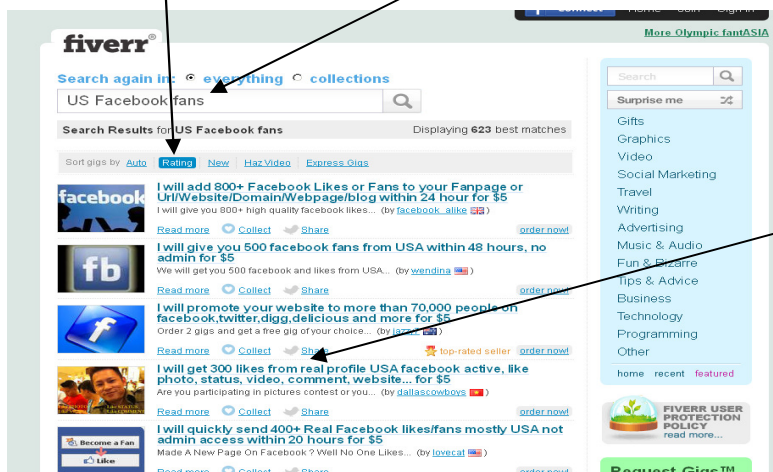 connect Home Join Sign In
fiverr®
More Olympic fantASIA
Search again in: everything collections
US Facebook fans
Search Results for US Facebook fans Displaying 623 best matches
Sort gigs by Auto Rating New Haz Video Express Gigs
facebook
I will add 800+ Facebook Likes or Fans to your Fanpage or
Url/Website/Domain/Webpage/blog within 24 hour for $5
I will give you 800+ high quality facebook likes... (by facebook_alike )
Read more Collect Share order now!
fb
I will give you 500 facebook fans from USA within 48 hours, no
admin for $5
We will get you 500 facebook and likes from USA... (by wendina )
Read more Collect Share order now!
f
I will promote your website to more than 70,000 people on
facebook,twitter,digg,delicious and more for $5
Order 2 gigs and get a free gig of your choice... (by )
Read more Collect Share top-rated seller order now!
I will get 300 likes from real profile USA facebook active, like
photo, status, video, comment, website... for $5
Are you participating in pictures contest or you... (by dallascowboys )
Read more Collect Share order now!
Become a Fan
Like
I will quickly send 400+ Real Facebook likes/fans mostly USA not
admin access within 20 hours for $5
Made A New Page On Facebook ? Well No One Likes... (by lovecat )
Read more Collect Share order now!
Search
Surprise me
Gifts
Graphics
Video
Social Marketing
Travel
Writing
Advertising
Music & Audio
Fun & Bizarre
Tips & Advice
Business
Technology
Programming
Other
home recent featured
FIVERR USER
PROTECTION
POLICY
read more...
Request Gigs™